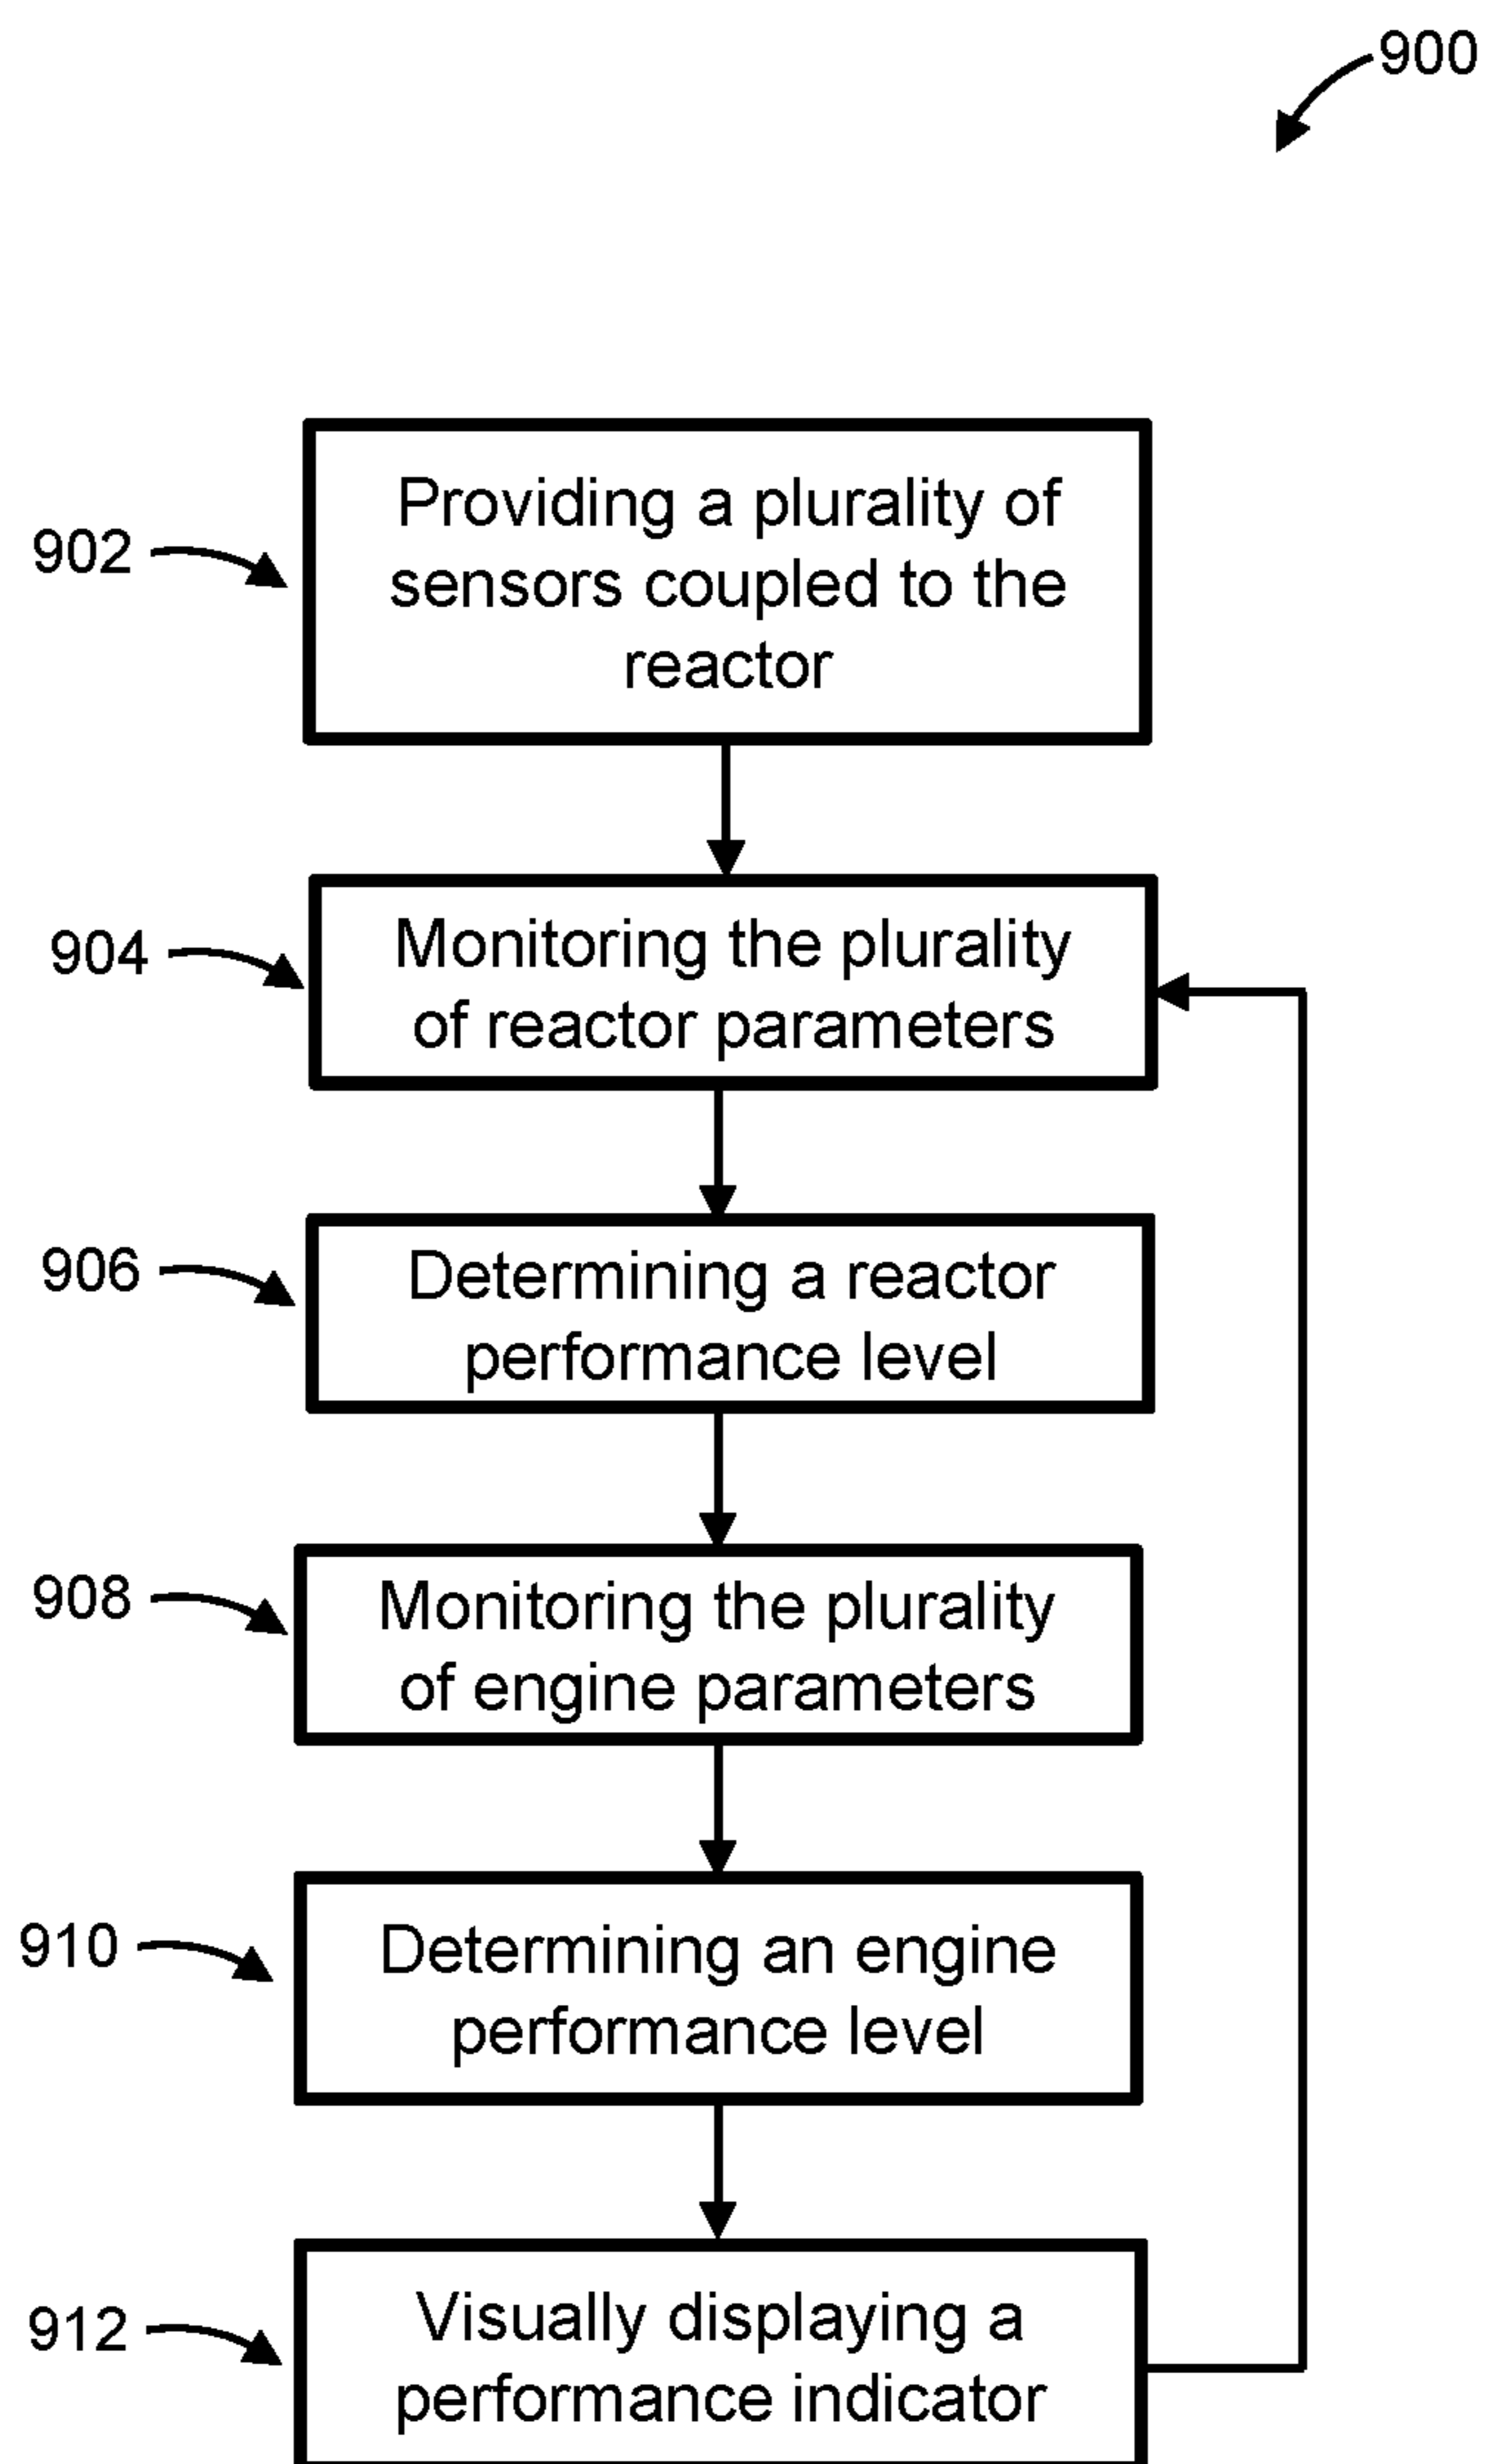 900
902
Providing a plurality of
sensors coupled to the
reactor
904
Monitoring the plurality
of reactor parameters
906
Determining a reactor
performance level
908
Monitoring the plurality
of engine parameters
910
Determining an engine
performance level
912
Visually displaying a
performance indicator